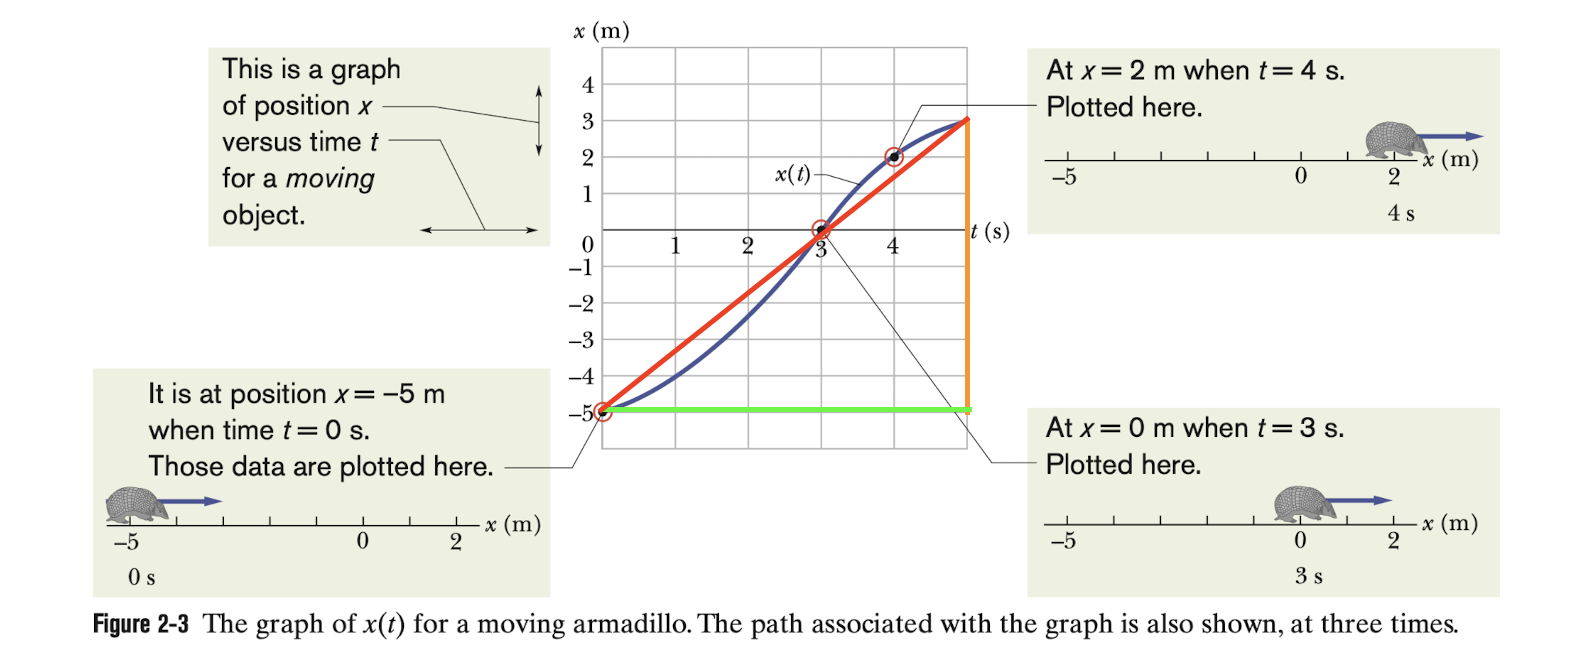 This is a graph
of position x
versus time t
for a moving
object.
x (m)
4
3
2
1
0
−1
−2
−3
−4
−5
1
2
3
4
t (s)
x(t)
At x = 2 m when t = 4 s.
Plotted here.
−5
0
2
x (m)
4 s
It is at position x = −5 m
when time t = 0 s.
Those data are plotted here.
−5
0
2
x (m)
0 s
At x = 0 m when t = 3 s.
Plotted here.
−5
0
2
x (m)
3 s
Figure 2-3 The graph of x(t) for a moving armadillo. The path associated with the graph is also shown, at three times.